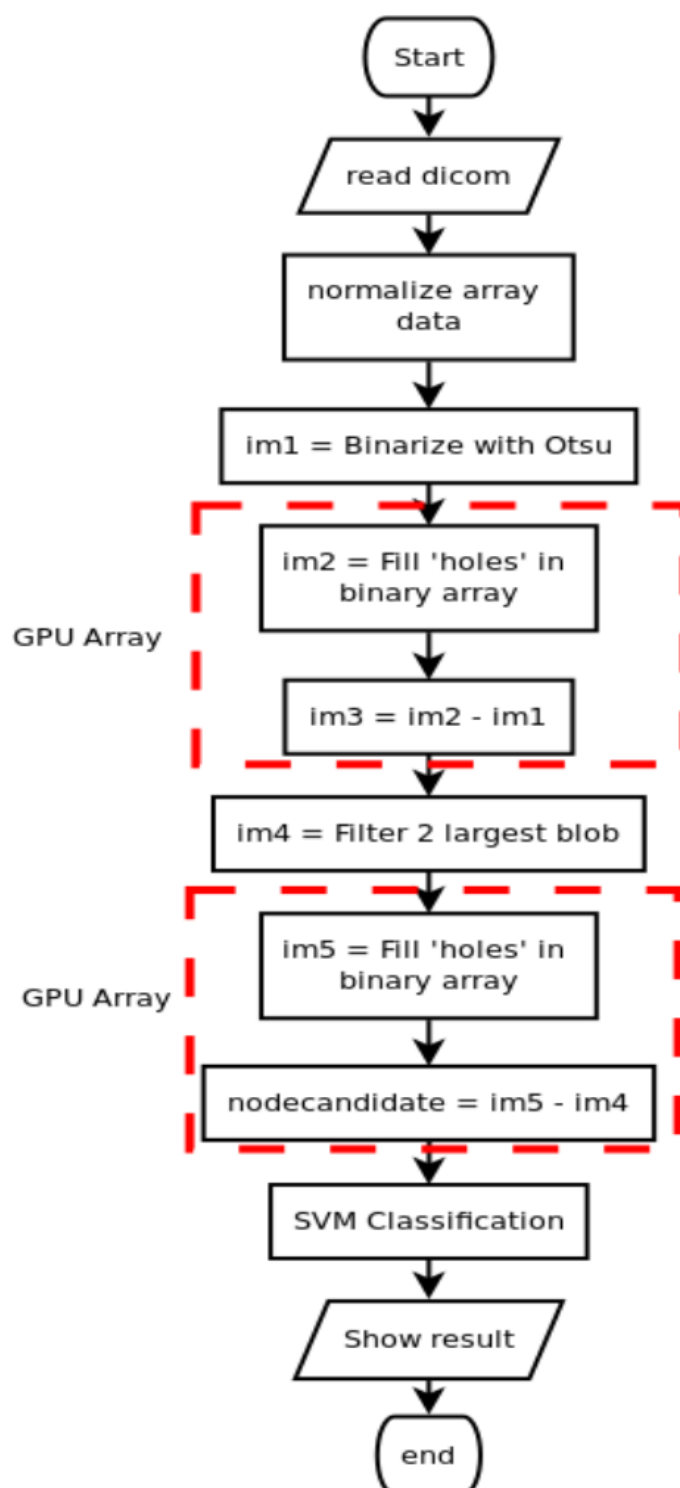 Start
read dicom
normalize array
data
im1 = Binarize with Otsu
im2 = Fill 'holes' in
binary array
GPU Array
im3 = im2 - im1
im4 = Filter 2 largest blob
im5 = Fill 'holes' in
binary array
GPU Array
nodecandidate = im5 - im4
SVM Classification
Show result
end